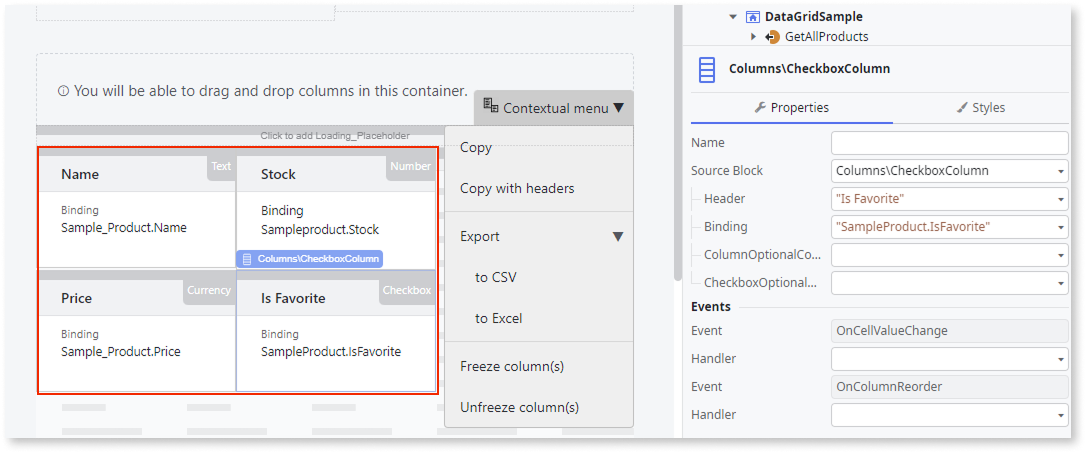 You will be able to drag and drop columns in this container.
Contextual menu
Click to add Loading_Placeholder
Name
Text
Binding
Sample_Product.Name
Stock
Number
Binding
Sampleproduct.Stock
Columns\CheckboxColumn
Price
Currency
Binding
Sample_Product.Price
Is Favorite
Checkbox
Binding
SampleProduct.IsFavorite
Copy
Copy with headers
Export
to CSV
to Excel
Freeze column(s)
Unfreeze column(s)
DataGridSample
GetAllProducts
Columns\CheckboxColumn
Properties
Styles
Name
Source Block
Columns\CheckboxColumn
Header
"Is Favorite"
Binding
"SampleProduct.IsFavorite"
ColumnOptionalCo...
CheckboxOptional...
Events
Event
OnCellValueChange
Handler
Event
OnColumnReorder
Handler